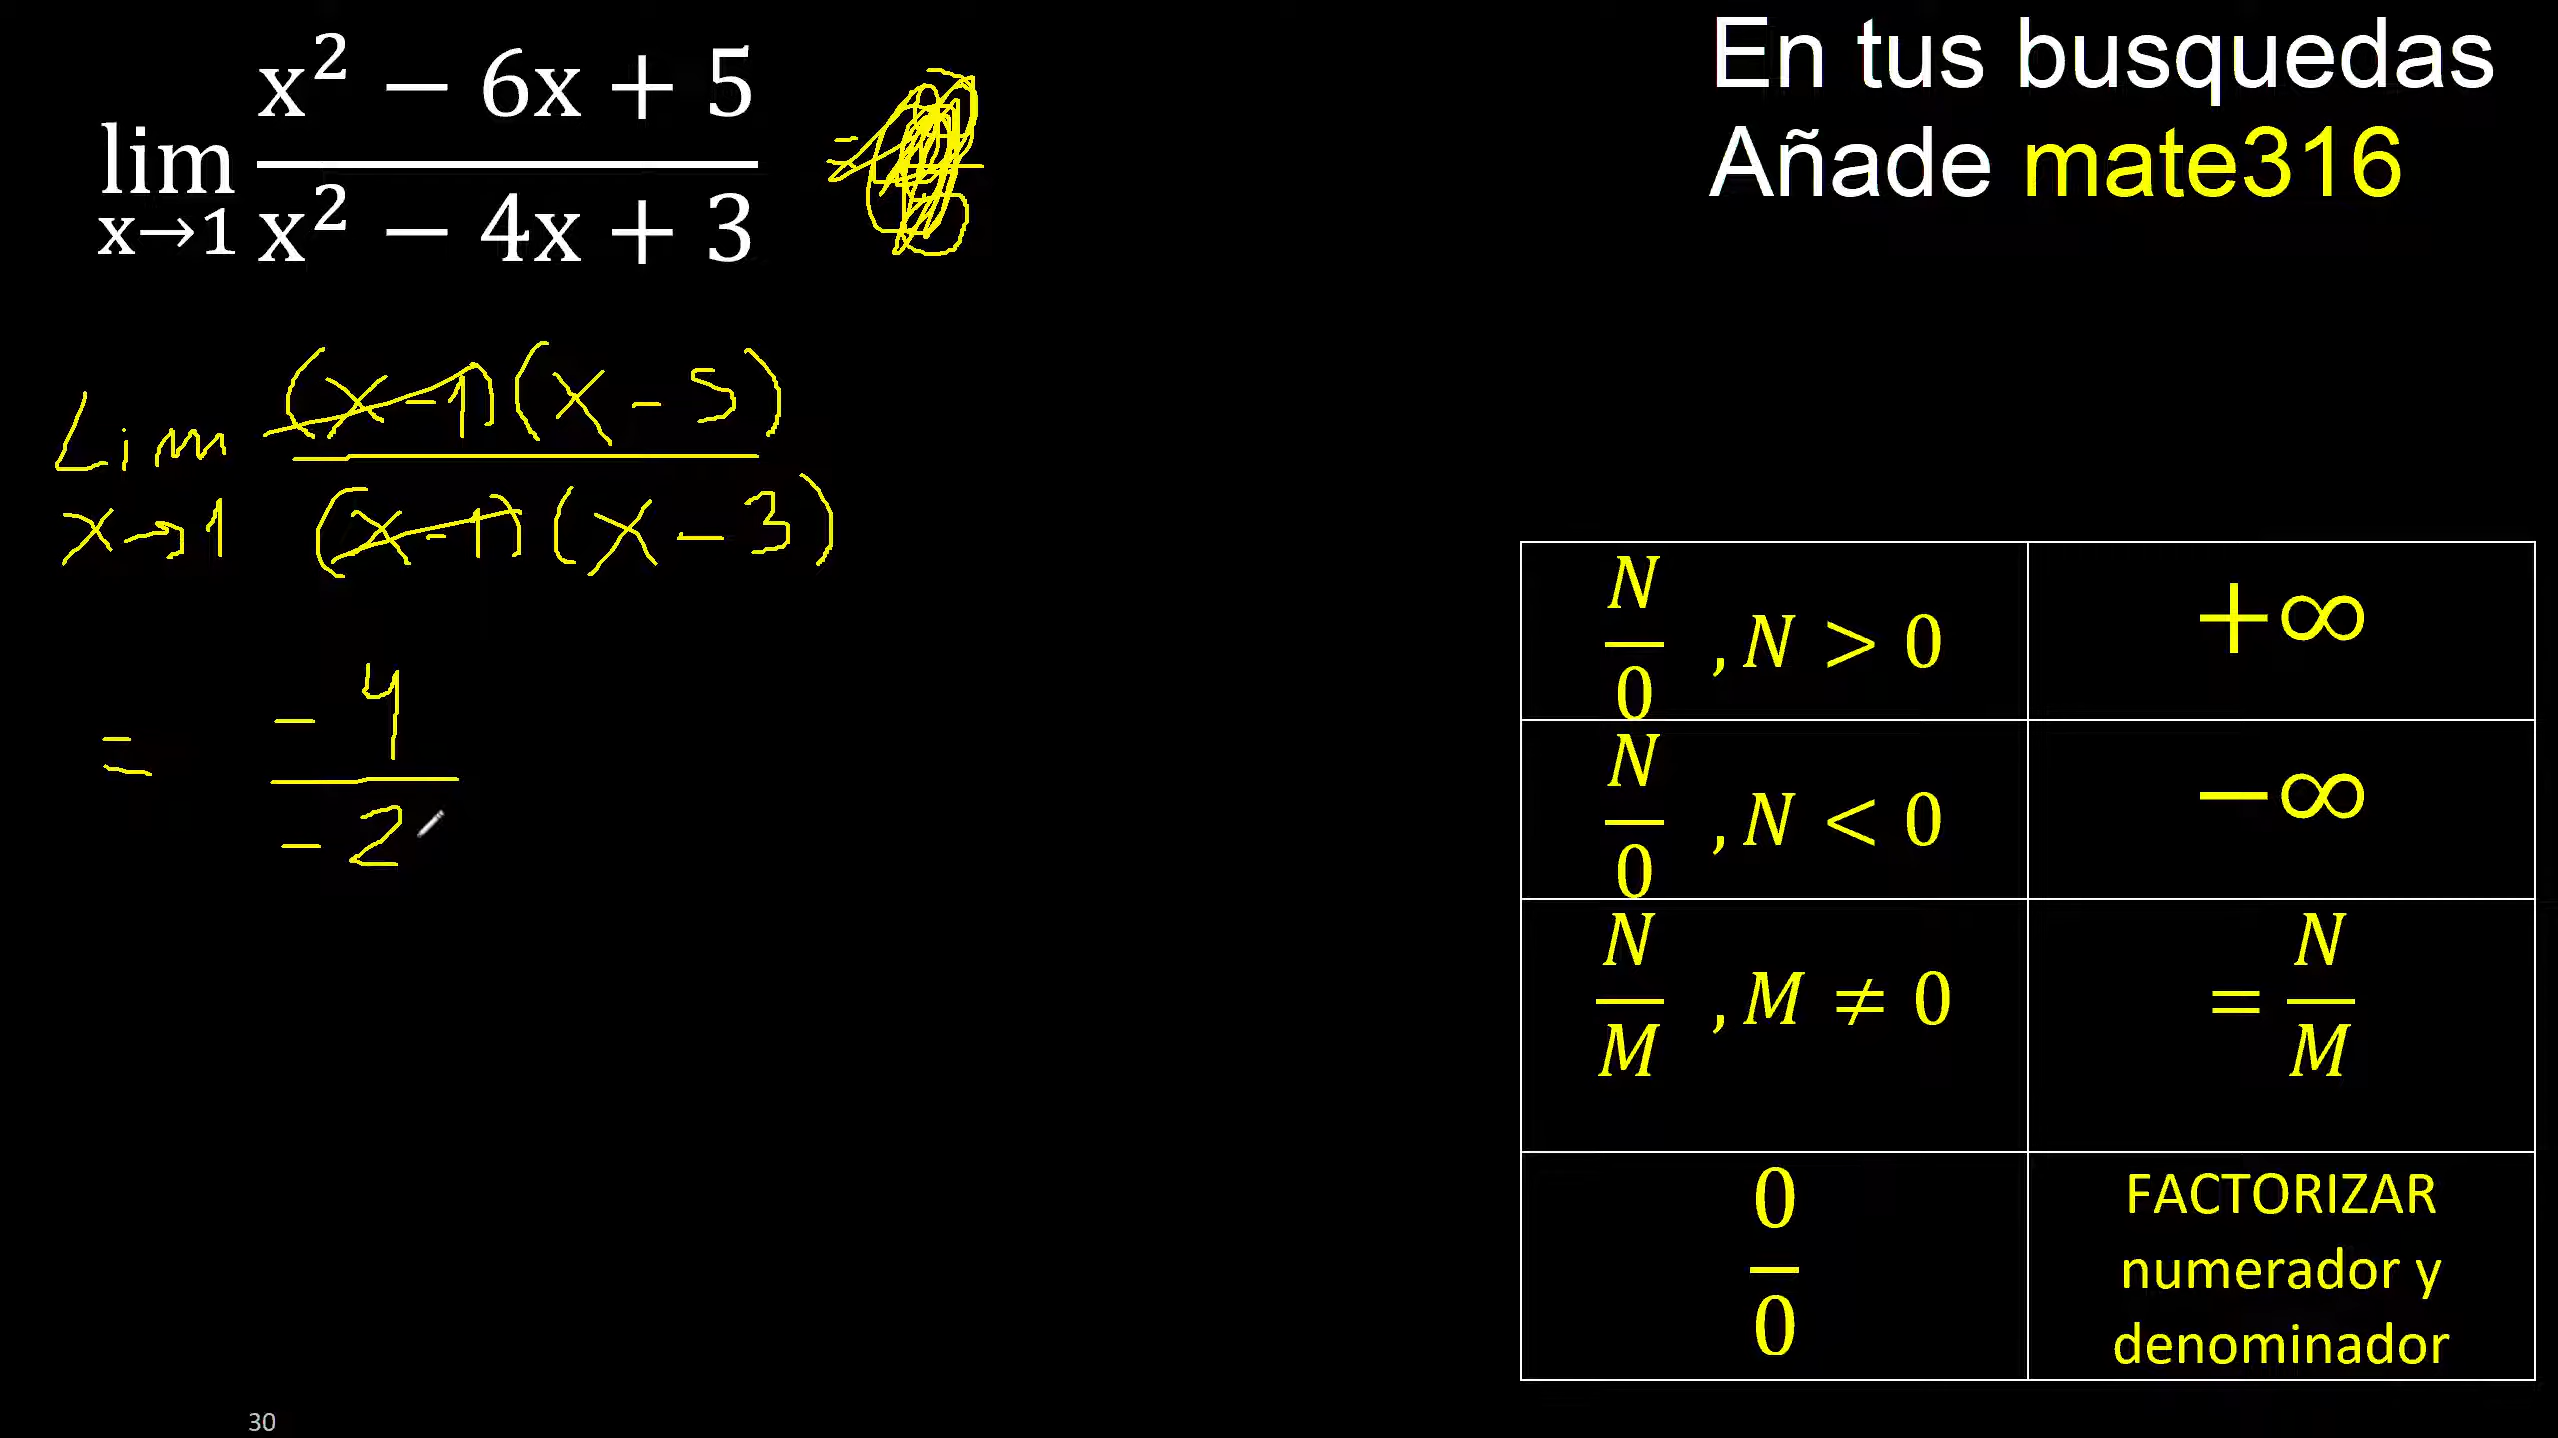 lim x→1 (x² − 6x + 5)/(x² − 4x + 3)
En tus busquedas
Añade mate316
Lim x→1 (x-1)(x-5)/(x-1)(x-3)
= -4/-2
N/0 , N > 0 +∞
N/0 , N < 0 −∞
N/M , M ≠ 0 = N/M
0/0 FACTORIZAR
numerador y
denominador
30